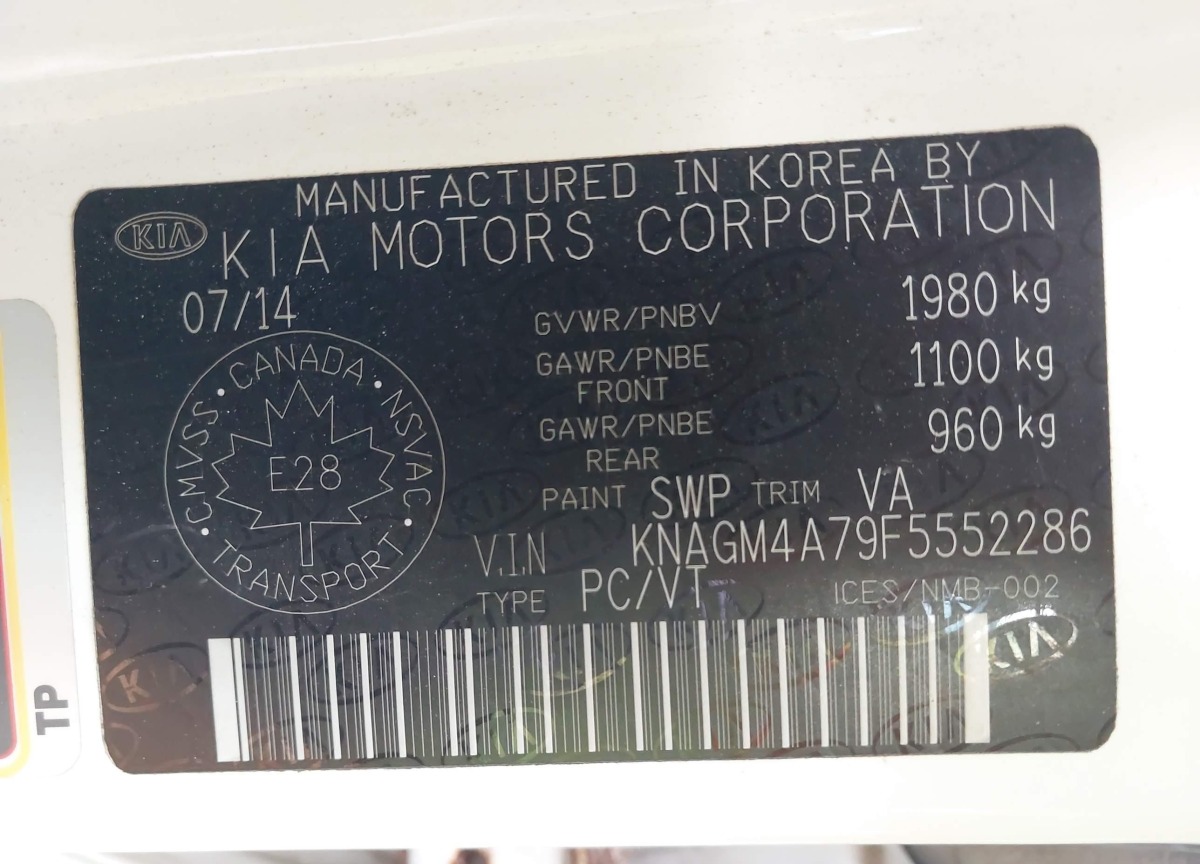 MANUFACTURED IN KOREA BY
KIA KIA MOTORS CORPORATION
07/14
GVWR/PNBV 1980 kg
GAWR/PNBE FRONT 1100 kg
GAWR/PNBE REAR 960 kg
CANADA
CMVSS
NSVAC
E28
TRANSPORT
PAINT SWP TRIM VA
V.I.N KNAGM4A79F5552286
TYPE PC/VT ICES/NMB-002
KIA
TP